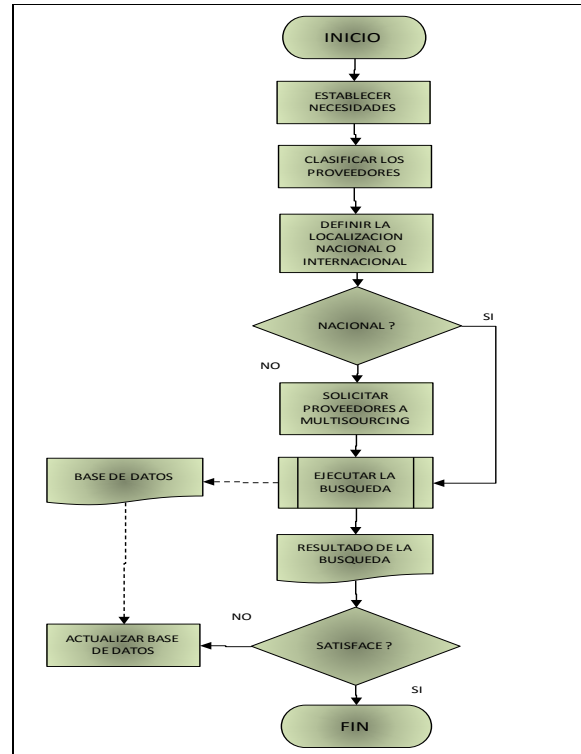 INICIO
ESTABLECER
NECESIDADES
CLASIFICAR LOS
PROVEEDORES
DEFINIR LA
LOCALIZACION
NACIONAL O
INTERNACIONAL
NACIONAL ?
SI
NO
SOLICITAR
PROVEEDORES A
MULTISOURCING
BASE DE DATOS
EJECUTAR LA
BUSQUEDA
RESULTADO DE LA
BUSQUEDA
NO
ACTUALIZAR BASE
DE DATOS
SATISFACE ?
SI
FIN